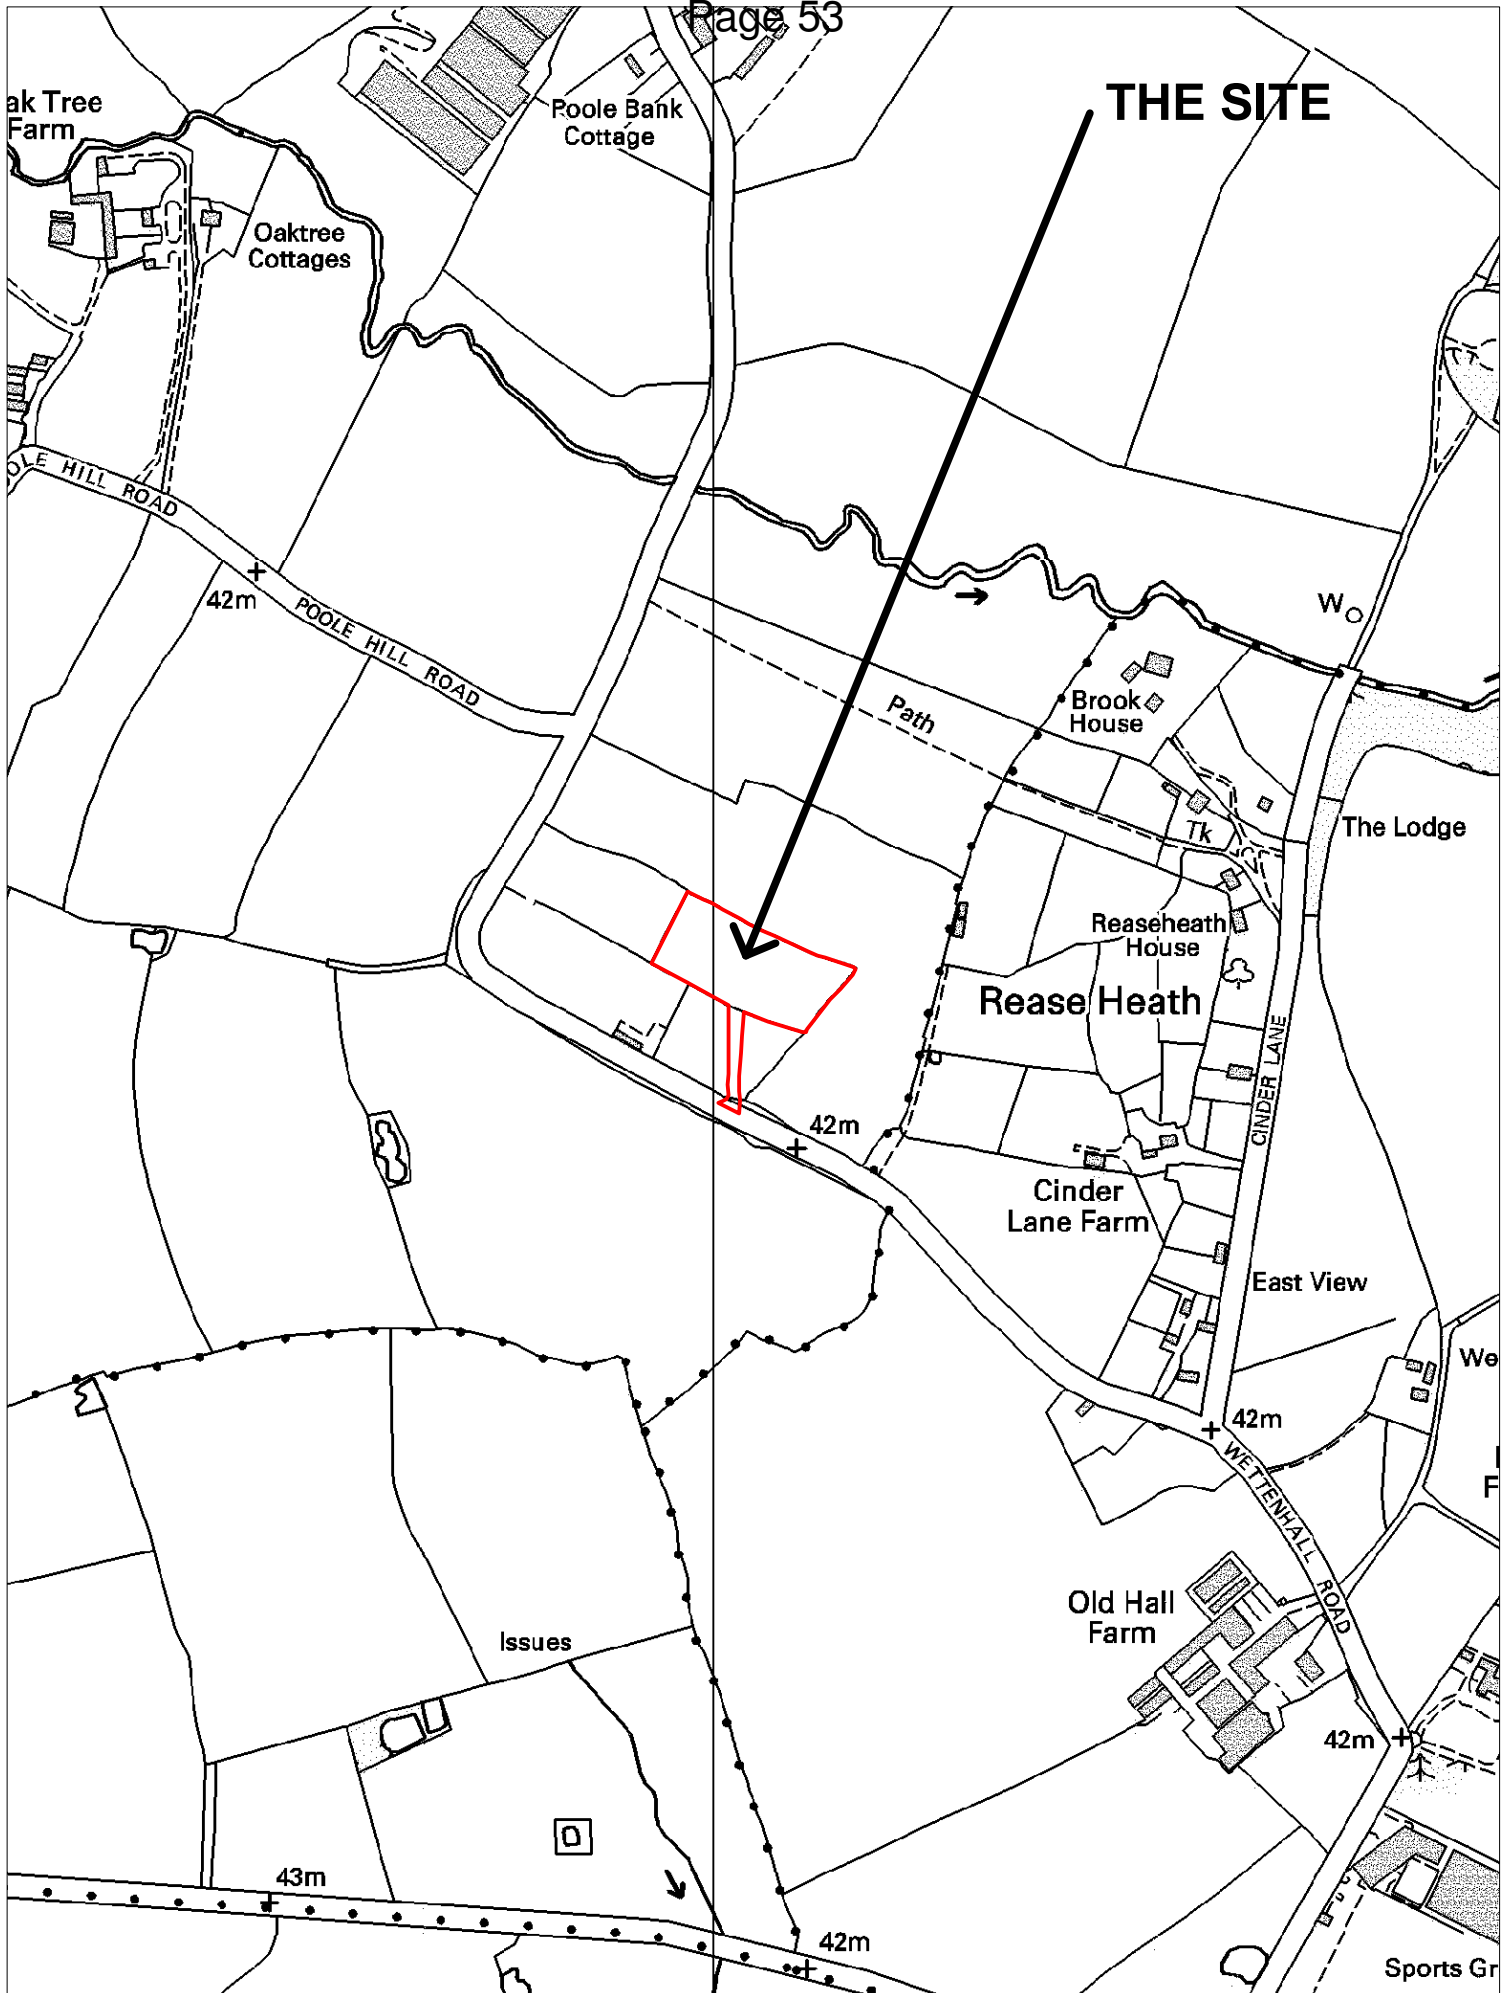 Page 53
THE SITE
ak Tree
Farm
Poole Bank
Cottage
Oaktree
Cottages
OLE HILL ROAD
42m
POOLE HILL ROAD
W
Path
Brook
House
Tk
The Lodge
Reaseheath
House
Rease Heath
CINDER LANE
42m
Cinder
Lane Farm
East View
We
42m
WETTENHALL ROAD
F
Old Hall
Farm
Issues
42m
43m
42m
Sports Gr